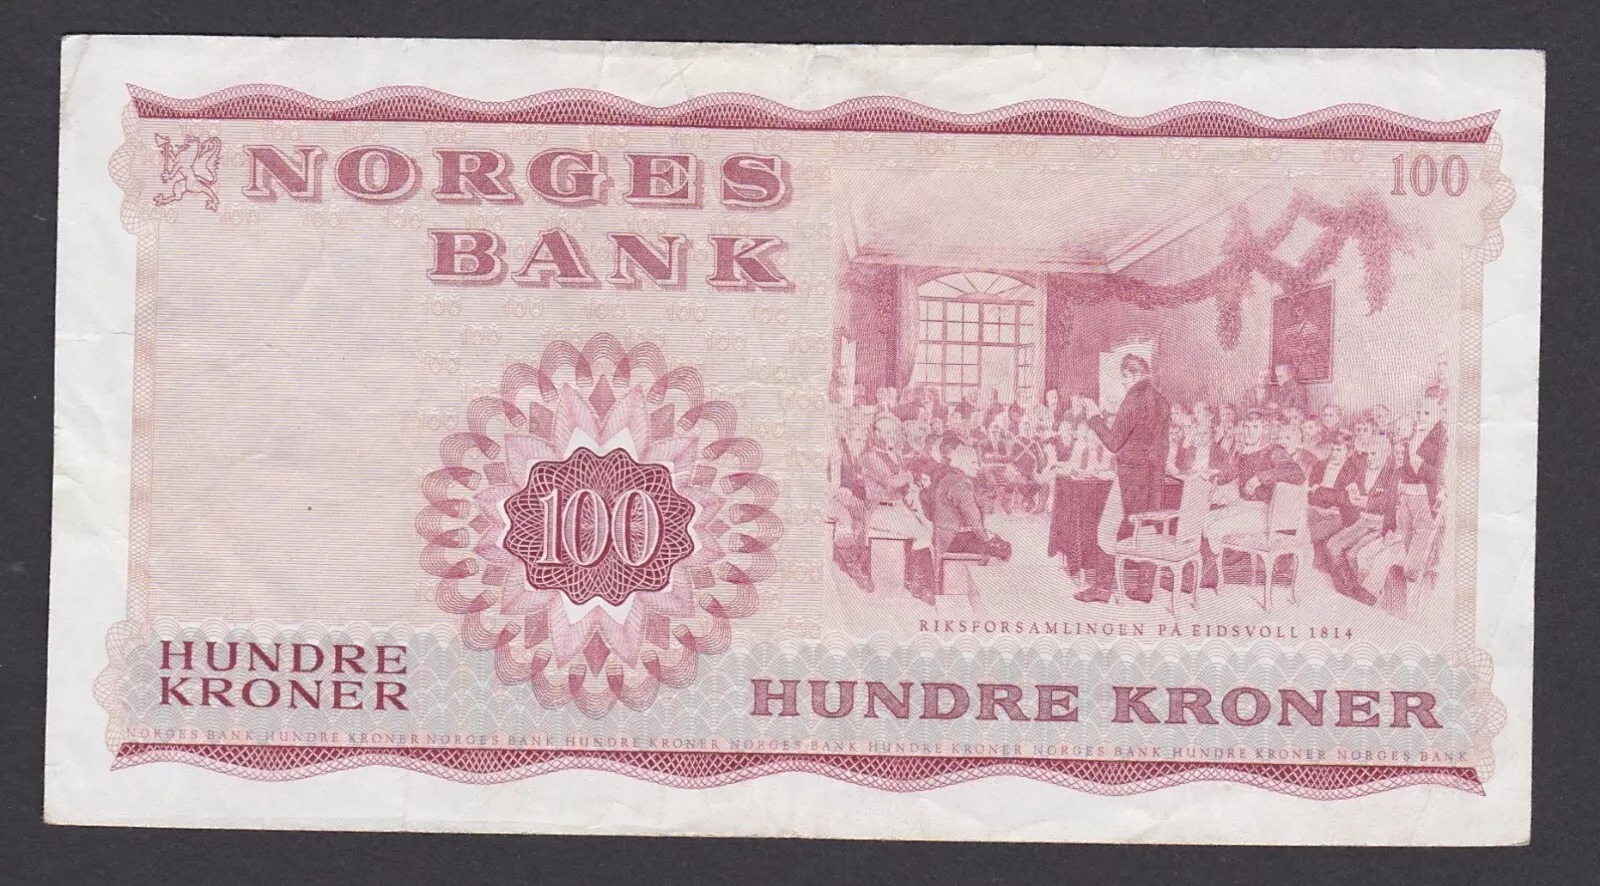 NORGES
BANK
100
100
RIKSFORSAMLINGEN PÅ EIDSVOLL 1814
HUNDRE
KRONER
HUNDRE KRONER
NORGES BANK HUNDRE KRONER NORGES BANK HUNDRE KRONER NORGES BANK HUNDRE KRONER NORGES BANK HUNDRE KRONER NORGES BANK